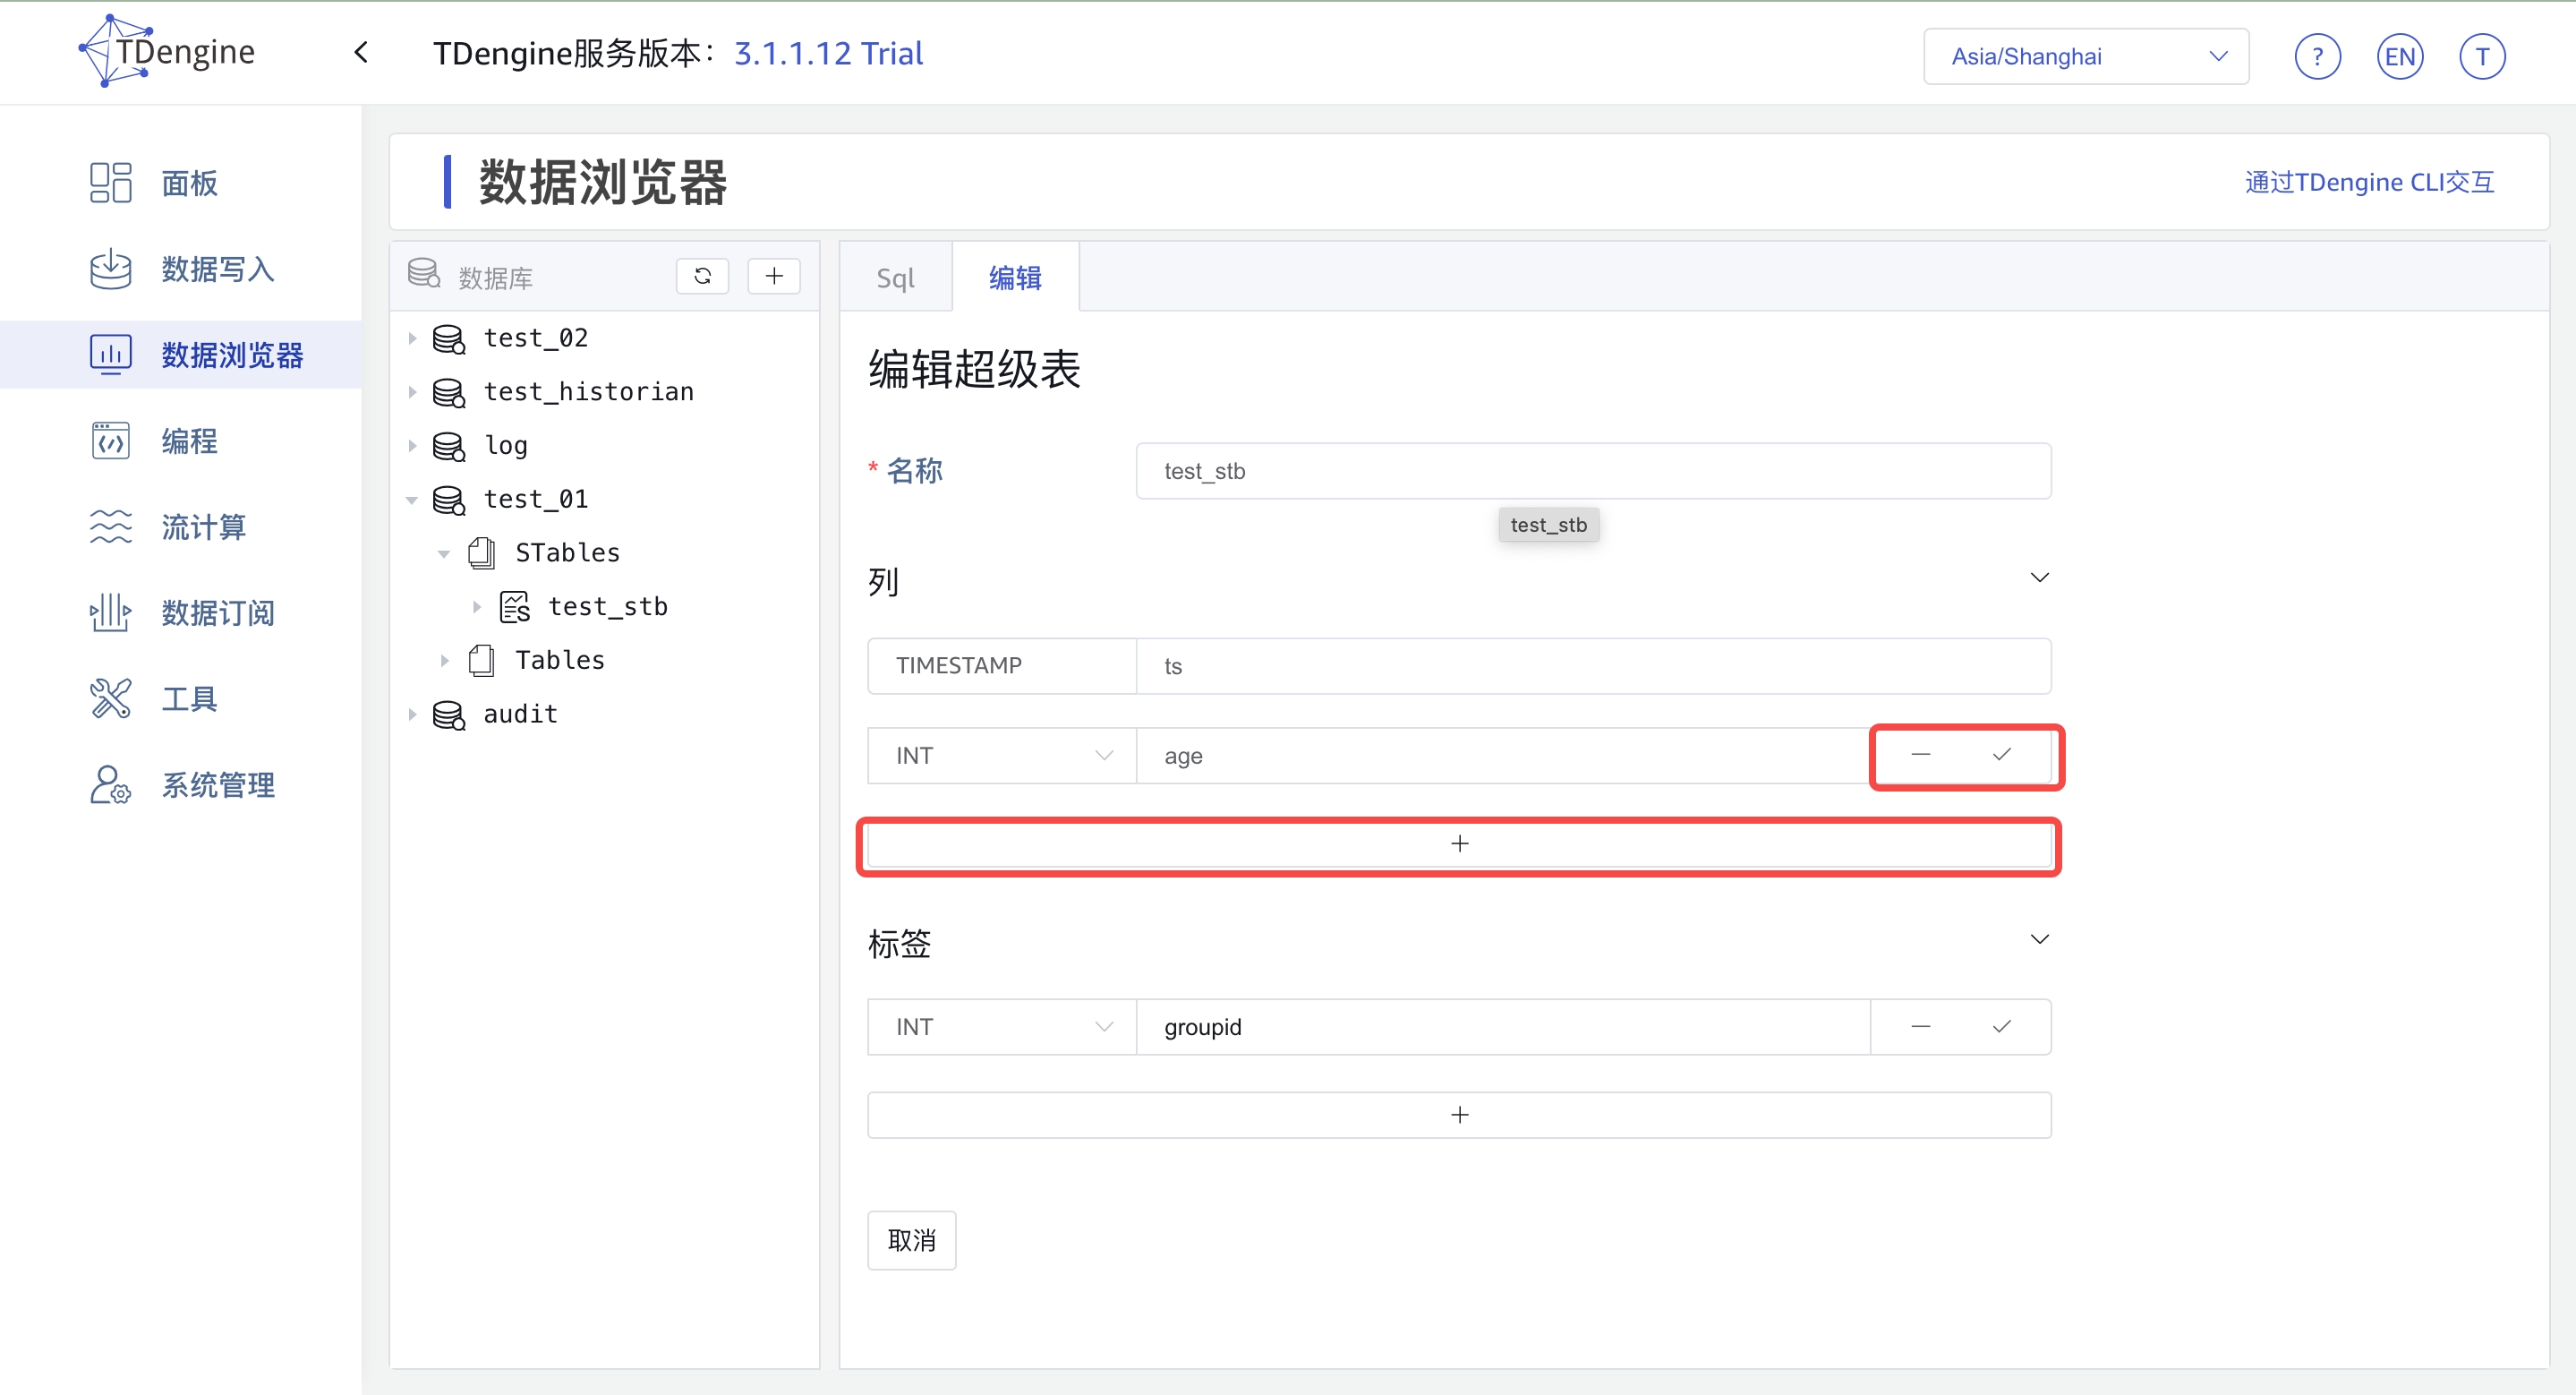 TDengine
TDengine服务版本：3.1.1.12 Trial
Asia/Shanghai
?
EN
T
面板
数据写入
数据浏览器
编程
流计算
数据订阅
工具
系统管理
数据浏览器
通过TDengine CLI交互
数据库
test_02
test_historian
log
test_01
STables
test_stb
Tables
audit
Sql
编辑
编辑超级表
* 名称
test_stb
test_stb
列
TIMESTAMP
ts
INT
age
标签
INT
groupid
取消